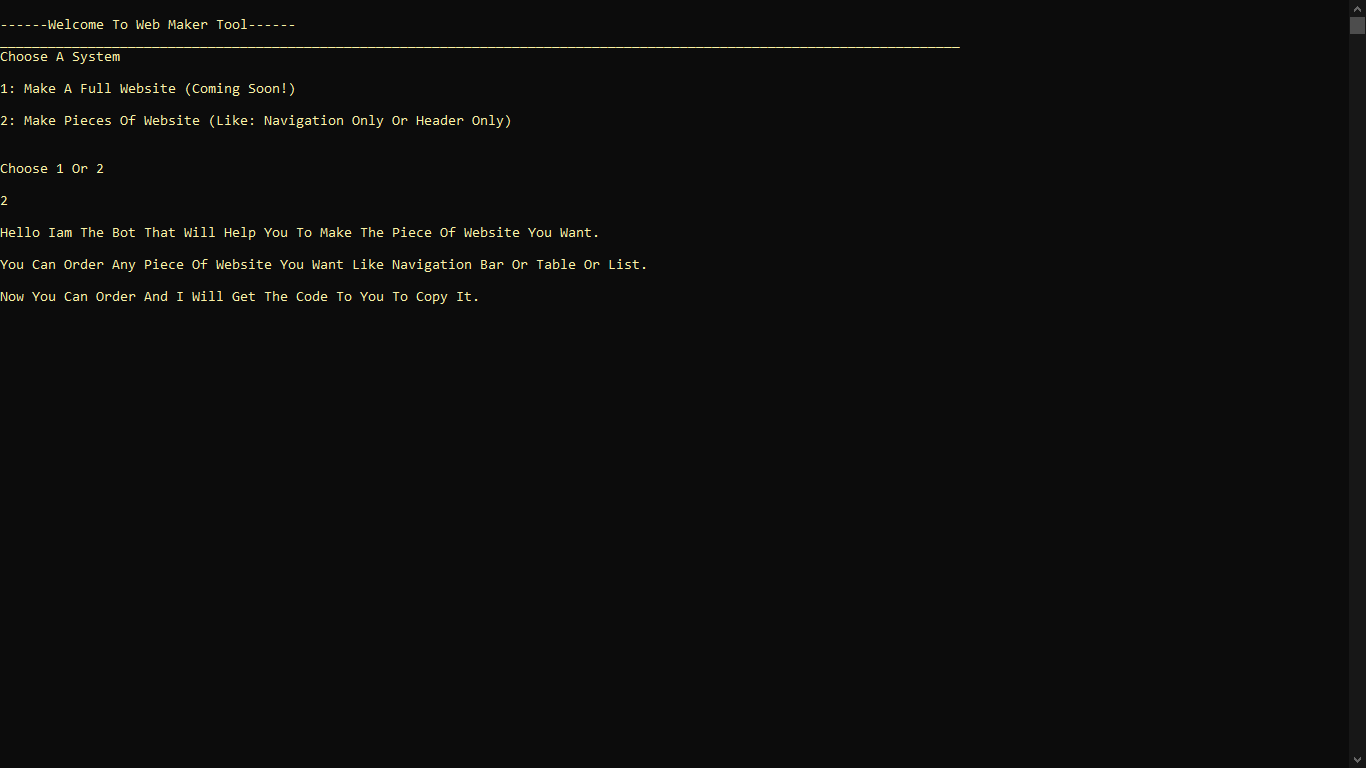 ------Welcome To Web Maker Tool------
________________________________________________________________________________________________________________________
Choose A System
1: Make A Full Website (Coming Soon!)
2: Make Pieces Of Website (Like: Navigation Only Or Header Only)
Choose 1 Or 2
2
Hello Iam The Bot That Will Help You To Make The Piece Of Website You Want.
You Can Order Any Piece Of Website You Want Like Navigation Bar Or Table Or List.
Now You Can Order And I Will Get The Code To You To Copy It.